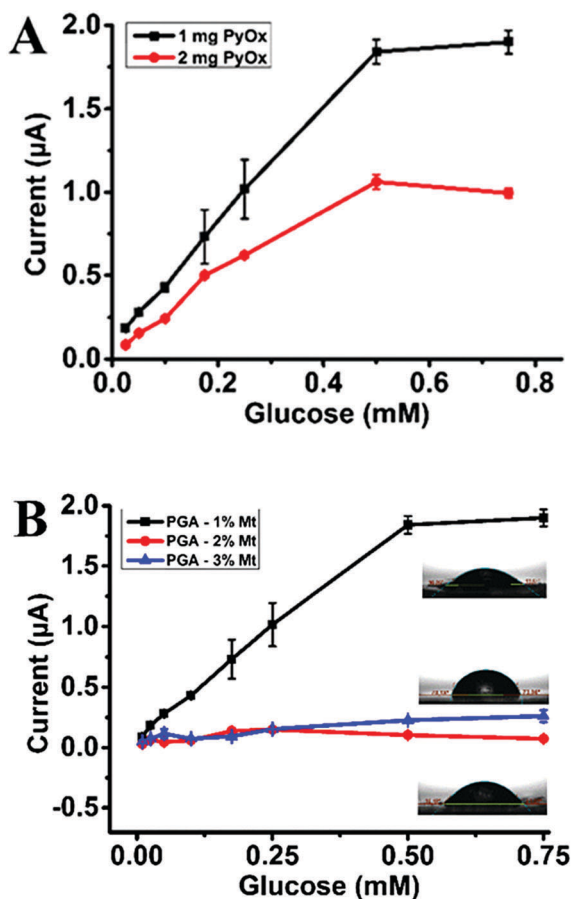 A
1 mg PyOx
2 mg PyOx
2.0
1.5
1.0
0.5
0.0
Current (µA)
0.0 0.2 0.4 0.6 0.8
Glucose (mM)
B
PGA - 1% Mt
PGA - 2% Mt
PGA - 3% Mt
2.0
1.5
1.0
0.5
0.0
-0.5
Current (µA)
0.00 0.25 0.50 0.75
Glucose (mM)